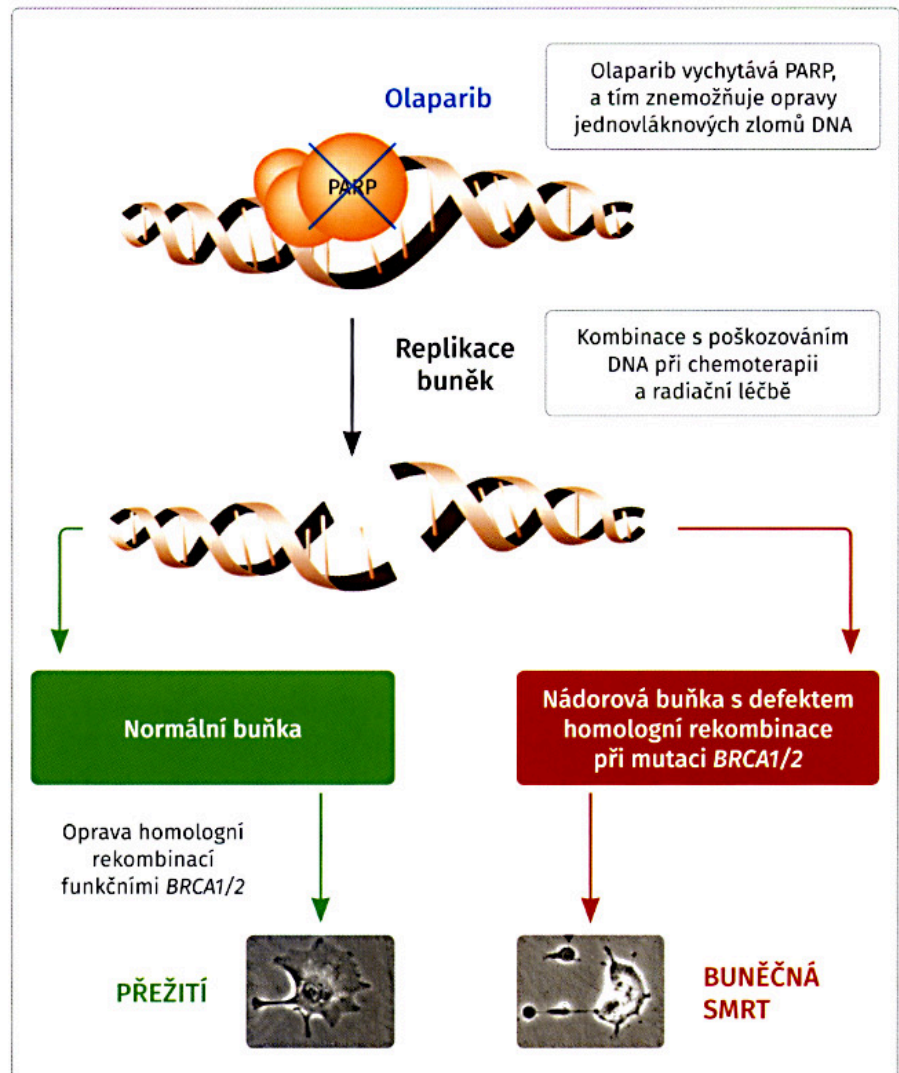 Olaparib
Olaparib vychytává PARP,
a tím znemožňuje opravy
jednovláknových zlomů DNA
PARP
Replikace
buněk
Kombinace s poškozováním
DNA při chemoterapii
a radiační léčbě
Normální buňka
Nádorová buňka s defektem
homologní rekombinace
při mutaci BRCA1/2
Oprava homologní
rekombinací
funkčními BRCA1/2
PŘEŽITÍ
BUNĚČNÁ
SMRT